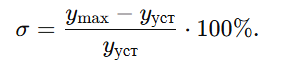 σ = (y_max − y_уст) / y_уст · 100%.